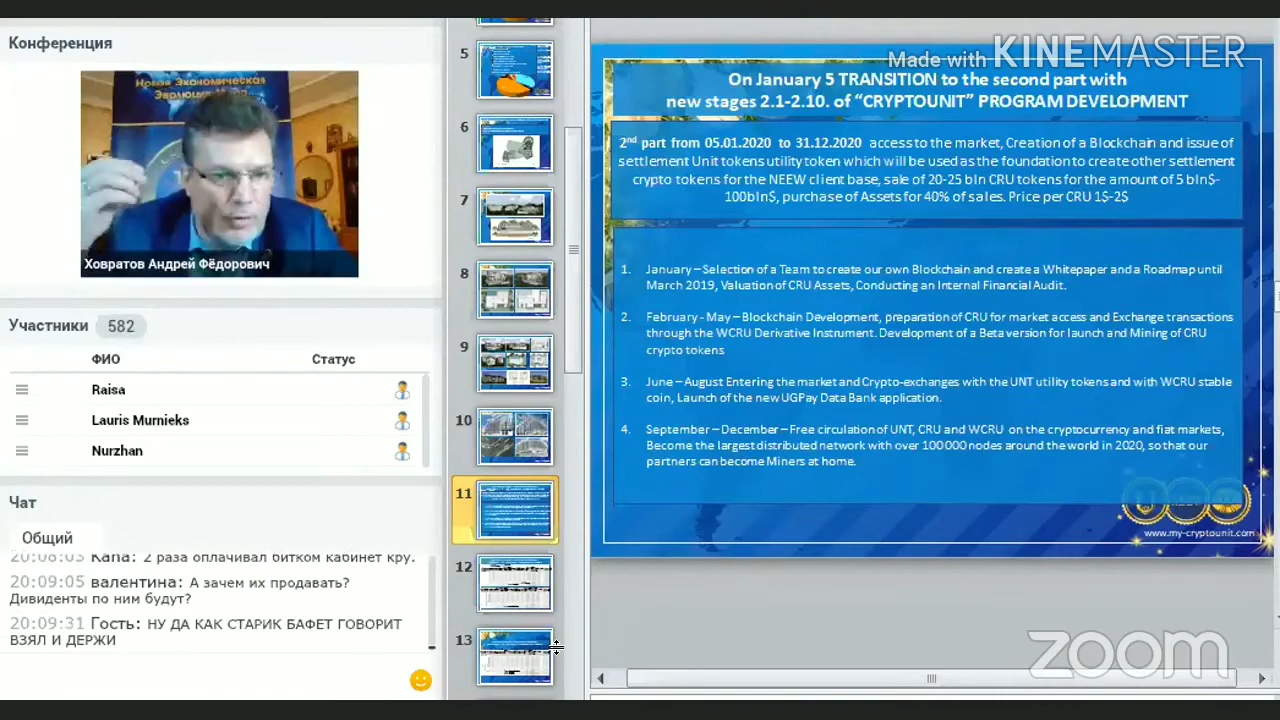 Конференция
Новая Экономическая
Эволюция Мира
Ховратов Андрей Фёдорович
Участники 582
ФИО Статус
Raisa
Lauris Murnieks
Nurzhan
Чат
Общий
20:08:03 Капа: 2 раза оплачивал битком кабинет кру.
20:09:05 валентина: А зачем их продавать?
Дивиденты по ним будут?
20:09:31 Гость: НУ ДА КАК СТАРИК БАФЕТ ГОВОРИТ
ВЗЯЛ И ДЕРЖИ
5
6
7
8
9
10
11
12
13
Made with KINEMASTER
On January 5 TRANSITION to the second part with
new stages 2.1-2.10. of “CRYPTOUNIT” PROGRAM DEVELOPMENT
2nd part from 05.01.2020 to 31.12.2020 access to the market, Creation of a Blockchain and issue of
settlement Unit tokens utility token which will be used as the foundation to create other settlement
crypto tokens for the NEEW client base, sale of 20-25 bln CRU tokens for the amount of 5 bln$-
100bln$, purchase of Assets for 40% of sales. Price per CRU 1$-2$
1. January – Selection of a Team to create our own Blockchain and create a Whitepaper and a Roadmap until
March 2019, Valuation of CRU Assets, Conducting an Internal Financial Audit.
2. February - May – Blockchain Development, preparation of CRU for market access and Exchange transactions
through the WCRU Derivative Instrument. Development of a Beta version for launch and Mining of CRU
crypto tokens
3. June – August Entering the market and Crypto-exchanges with the UNT utility tokens and with WCRU stable
coin, Launch of the new UGPay Data Bank application.
4. September – December – Free circulation of UNT, CRU and WCRU on the cryptocurrency and fiat markets,
Become the largest distributed network with over 100 000 nodes around the world in 2020, so that our
partners can become Miners at home.
www.my-cryptounit.com
zoom